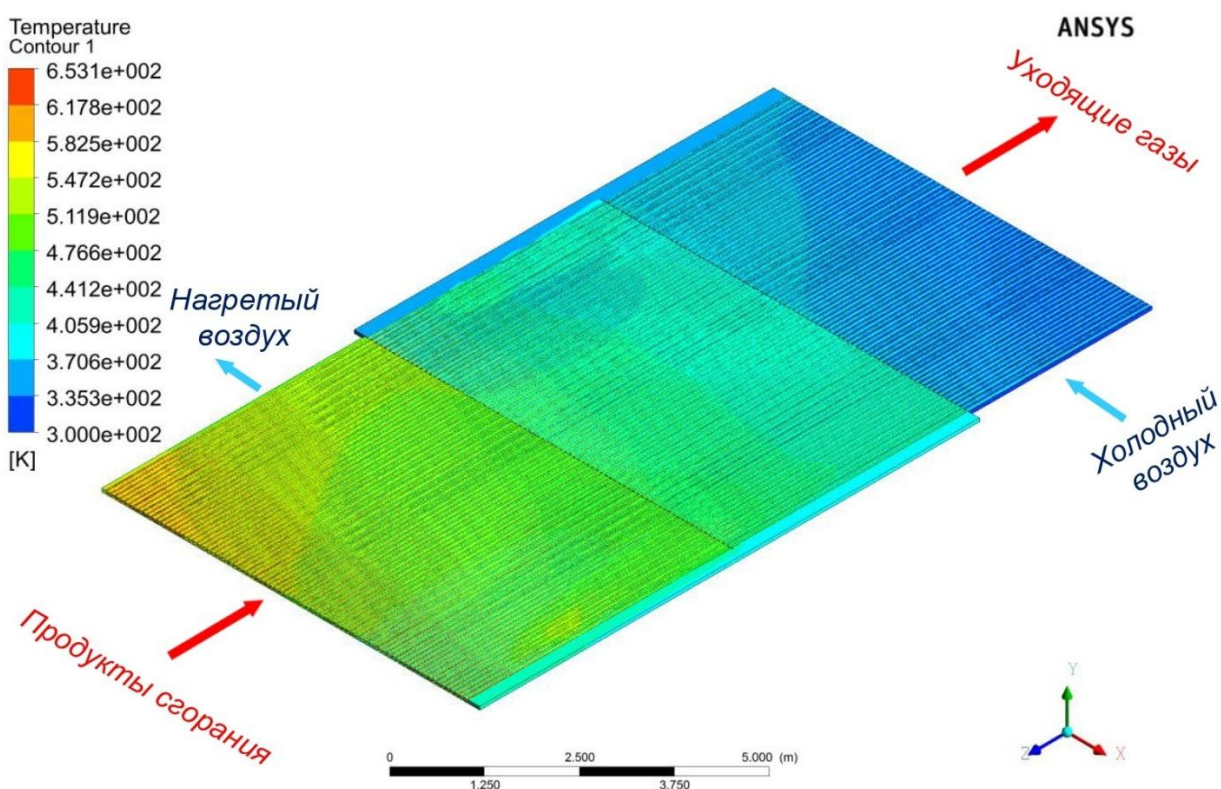 Temperature
Contour 1
6.531e+002
6.178e+002
5.825e+002
5.472e+002
5.119e+002
4.766e+002
4.412e+002
4.059e+002
3.706e+002
3.353e+002
3.000e+002
[K]
ANSYS
Уходящие газы
Нагретый
воздух
Холодный
воздух
Продукты сгорания
0 2.500 5.000 (m)
1.250 3.750
Y
Z X